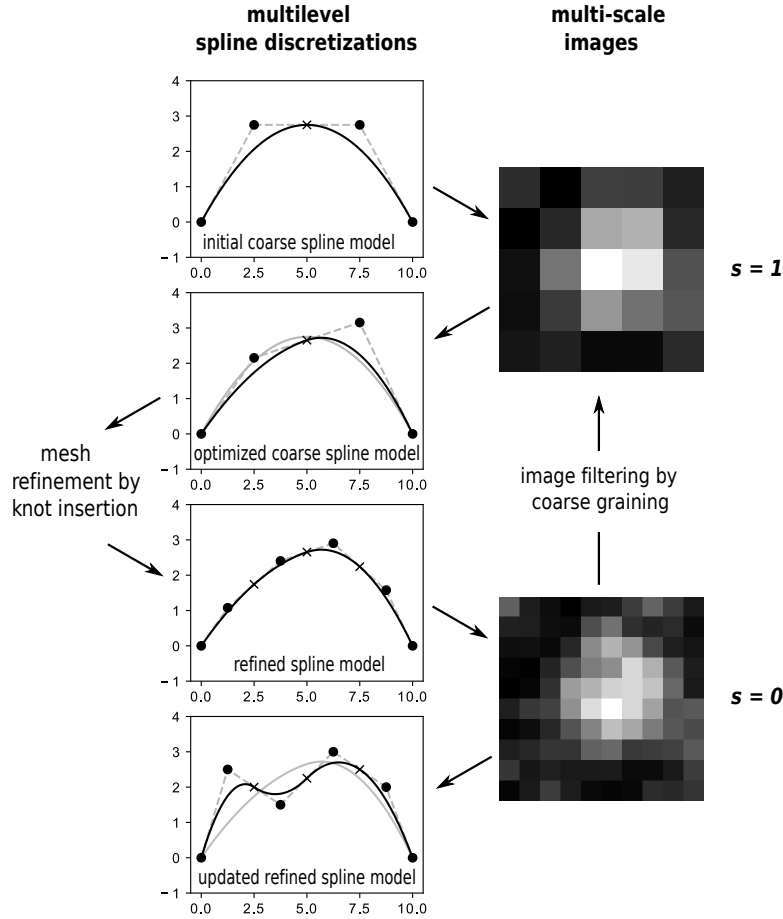 multilevel
spline discretizations
multi-scale
images
4
3
2
1
0
−1
0.0 2.5 5.0 7.5 10.0
initial coarse spline model
s = 1
4
3
2
1
0
−1
0.0 2.5 5.0 7.5 10.0
optimized coarse spline model
mesh
refinement by
knot insertion
image filtering by
coarse graining
4
3
2
1
0
−1
0.0 2.5 5.0 7.5 10.0
refined spline model
s = 0
4
3
2
1
0
−1
0.0 2.5 5.0 7.5 10.0
updated refined spline model